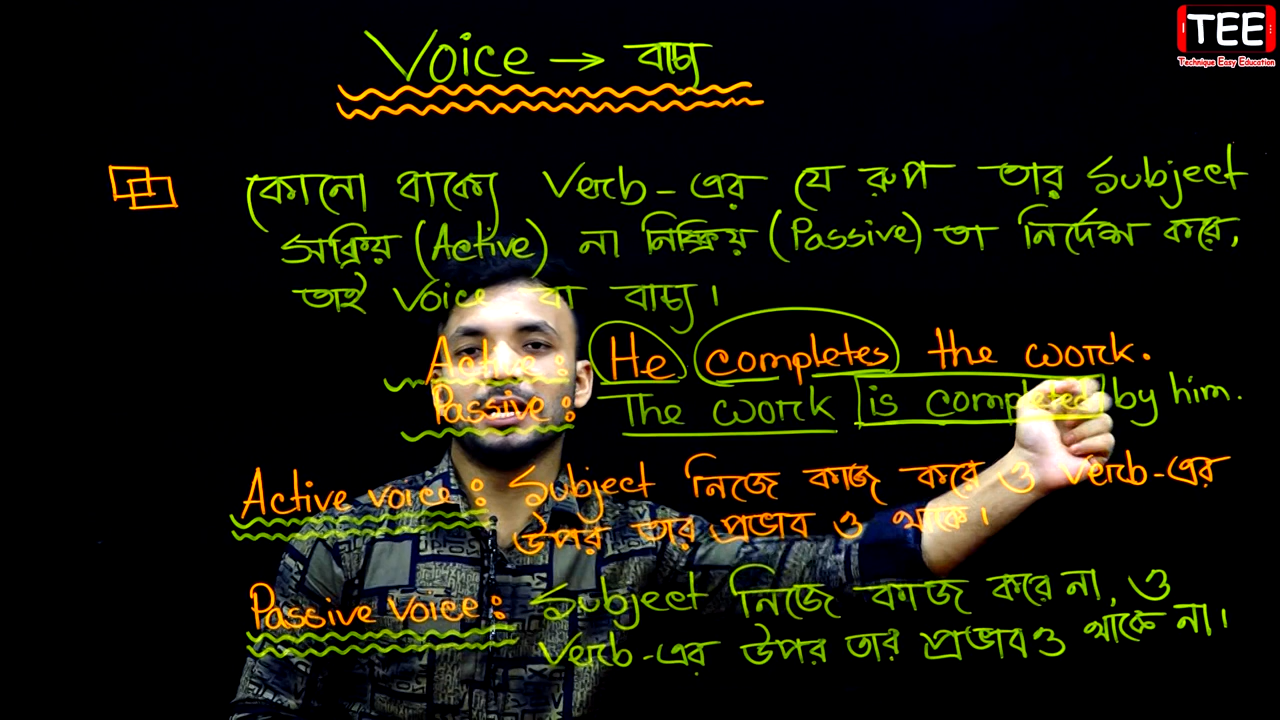 TEE
Technique Easy Education
Voice → বাচ্য
কোনো বাক্যে Verb-এর যে রুপ তার Subject
সক্রিয় (Active) না নিষ্ক্রিয় (Passive) তা নির্দেশ করে,
তাই Voice বা বাচ্য।
Active: He completes the work.
Passive: The work is completed by him.
Active voice: Subject নিজে কাজ করে ও Verb-এর
উপর তার প্রভাব ও থাকে।
Passive voice: Subject নিজে কাজ করে না, ও
Verb-এর উপর তার প্রভাবও থাকে না।